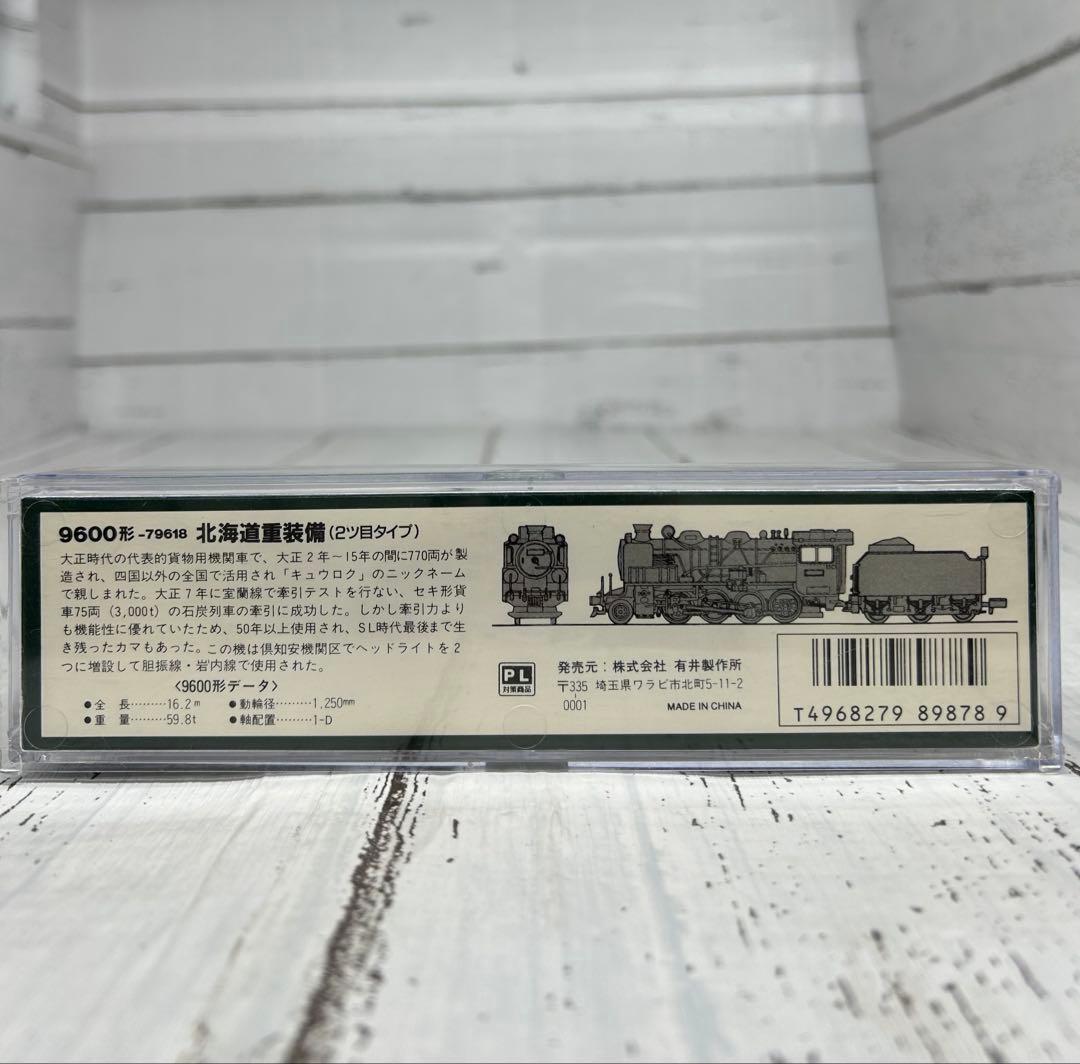 9600形-79618 北海道重装備(2ツ目タイプ)
大正時代の代表的貨物用機関車で、大正2年～15年の間に770両が製
造され、四国以外の全国で活用され「キュウロク」のニックネーム
で親しまれた。大正7年に室蘭線で牽引テストを行ない、セキ形貨
車75両(3,000t)の石炭列車の牽引に成功した。しかし牽引力より
も機能性に優れていたため、50年以上使用され、SL時代最後まで生
き残ったカマもあった。この機は倶知安機関区でヘッドライトを2
つに増設して胆振線・岩内線で使用された。
〈9600形データ〉
●全 長………16.2m ●動輪径………1,250mm
●重 量………59.8t ●軸配置………1-D
PL
対策商品
発売元：株式会社 有井製作所
〒335-0001 埼玉県ワラビ市北町5-11-2
MADE IN CHINA
T4968279 89878 9